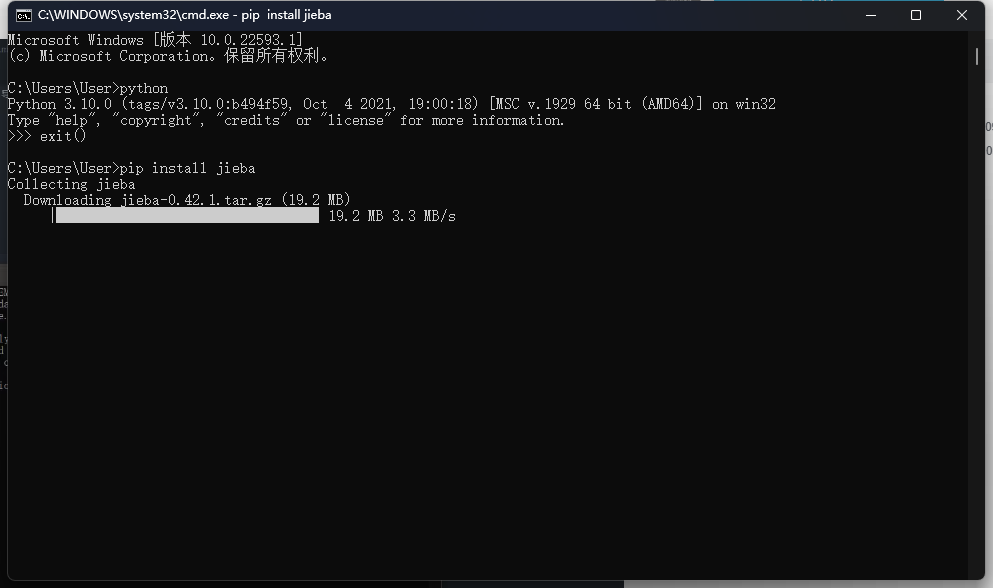 C:\WINDOWS\system32\cmd.exe - pip  install jieba
Microsoft Windows [版本 10.0.22593.1]
(c) Microsoft Corporation。保留所有权利。
C:\Users\User>python
Python 3.10.0 (tags/v3.10.0:b494f59, Oct  4 2021, 19:00:18) [MSC v.1929 64 bit (AMD64)] on win32
Type "help", "copyright", "credits" or "license" for more information.
>>> exit()
C:\Users\User>pip install jieba
Collecting jieba
  Downloading jieba-0.42.1.tar.gz (19.2 MB)
19.2 MB 3.3 MB/s